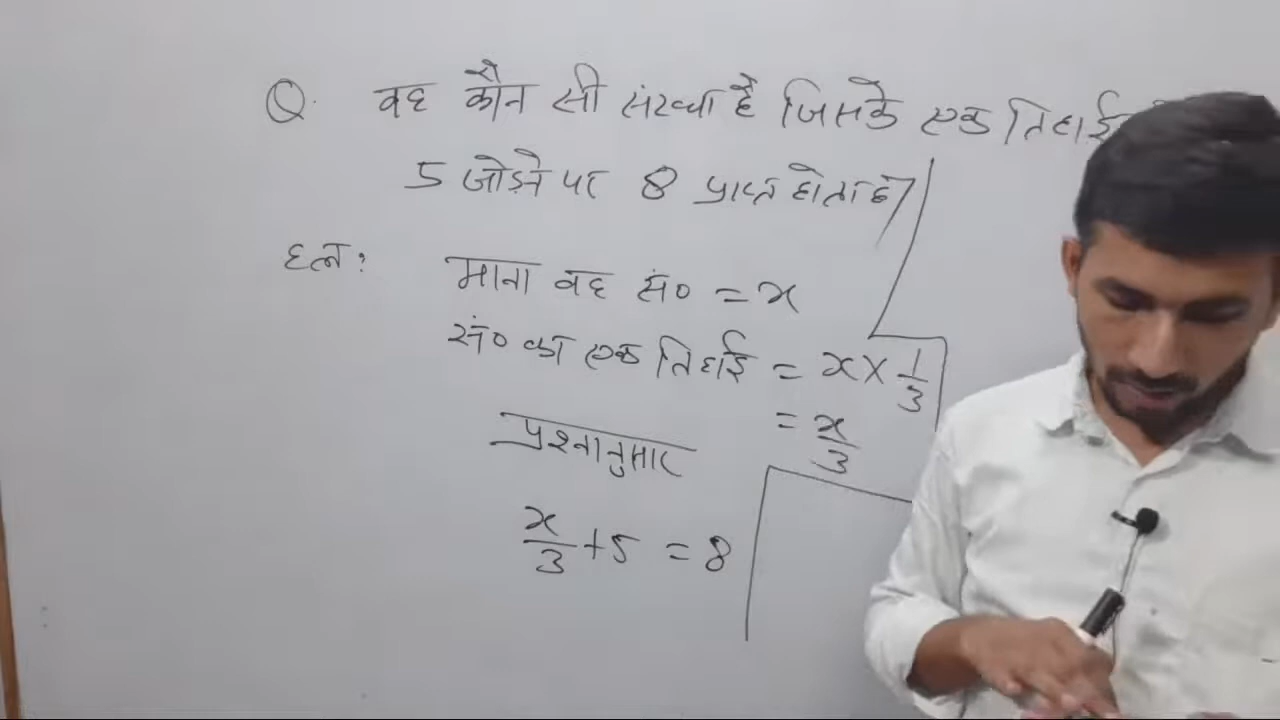 Q. वह कौन सी संख्या है जिसके एक तिहाई
5 जोड़ने पर 8 प्राप्त होता है
हल :
माना वह सं० = x
सं० का एक तिहाई = x × 1/3
= x/3
प्रश्नानुसार
x/3 + 5 = 8